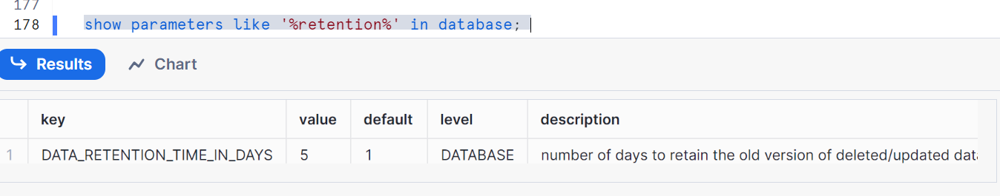 177
178 show parameters like '%retention%' in database;
Results Chart
key value default level description
1 DATA_RETENTION_TIME_IN_DAYS 5 1 DATABASE number of days to retain the old version of deleted/updated dat